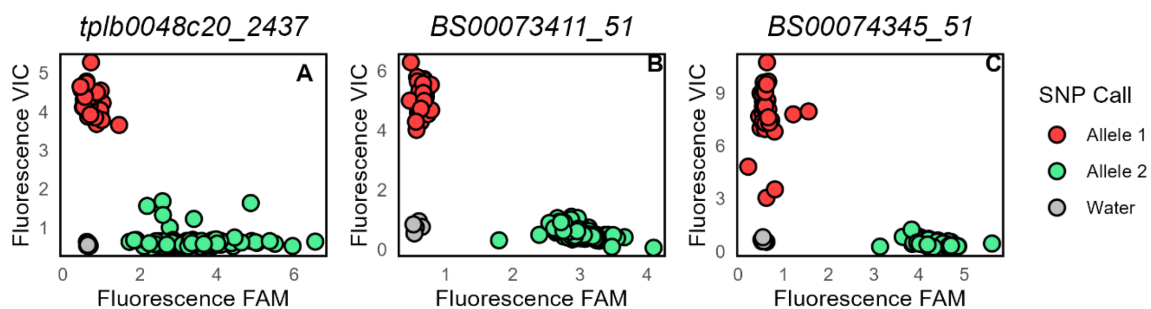 tplb0048c20_2437
BS00073411_51
BS00074345_51
A
B
C
Fluorescence VIC
5
4
3
2
1
0
2
4
6
Fluorescence FAM
Fluorescence VIC
6
4
2
0
1
2
3
4
Fluorescence FAM
Fluorescence VIC
9
6
3
0
0
1
2
3
4
5
Fluorescence FAM
SNP Call
Allele 1
Allele 2
Water